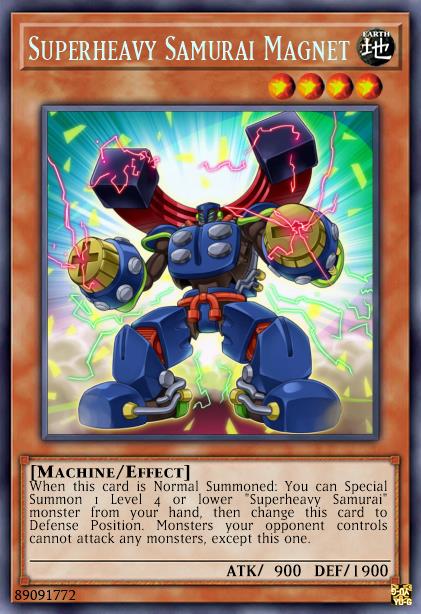 Superheavy Samurai Magnet
EARTH
地
[Machine/Effect]
When this card is Normal Summoned: You can Special
Summon 1 Level 4 or lower "Superheavy Samurai"
monster from your hand, then change this card to
Defense Position. Monsters your opponent controls
cannot attack any monsters, except this one.
ATK/ 900 DEF/1900
89091772